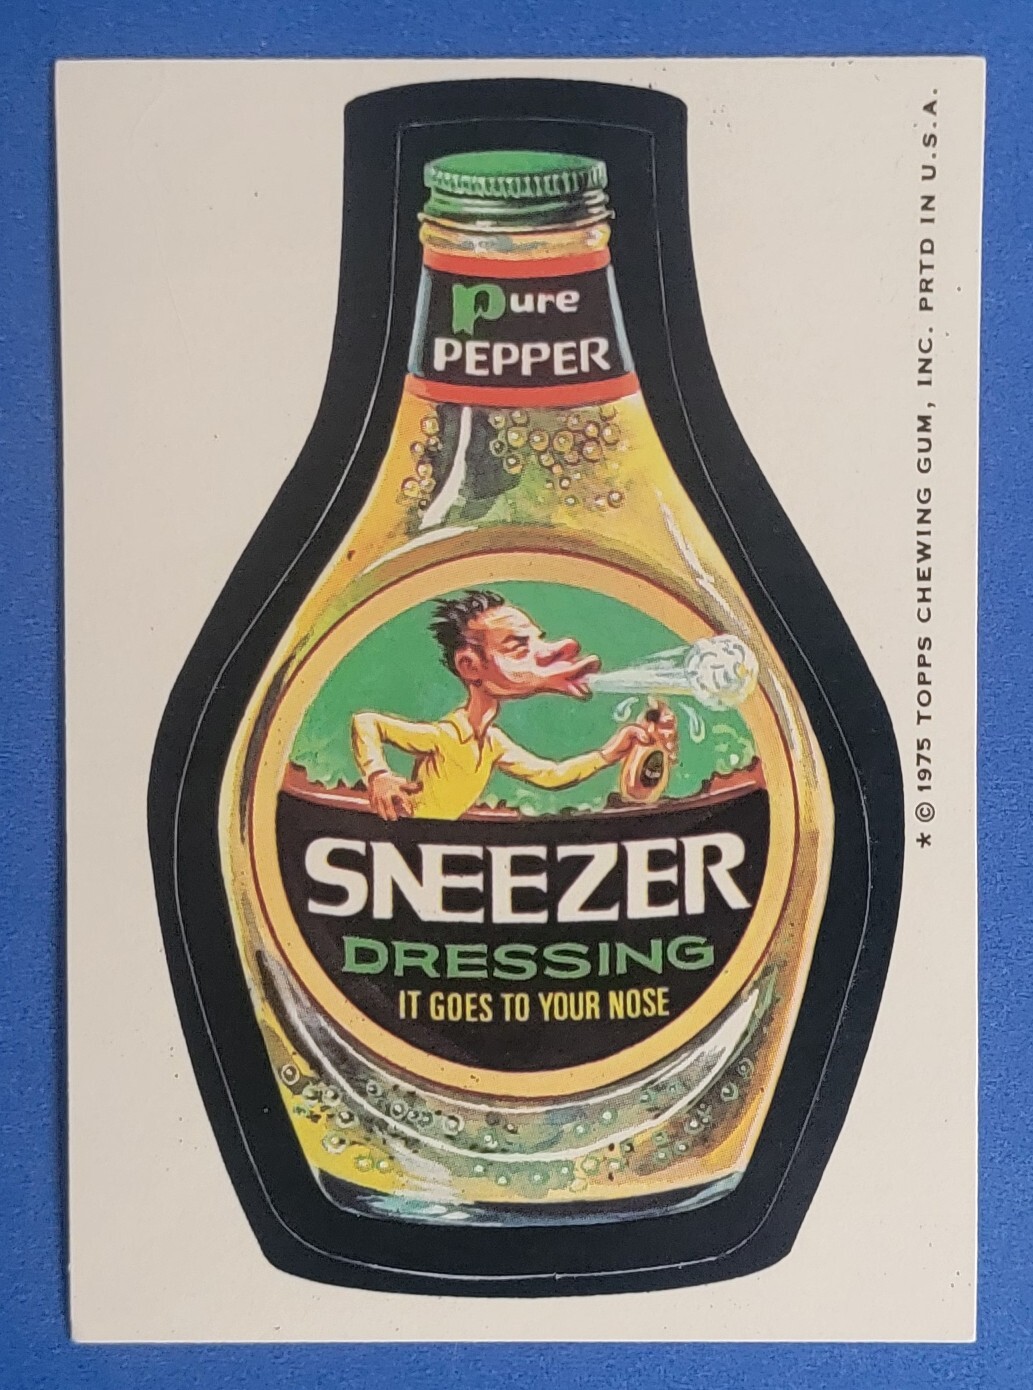 pure
PEPPER
SNEEZER
DRESSING
IT GOES TO YOUR NOSE
* © 1975 TOPPS CHEWING GUM, INC. PRTD IN U.S.A.